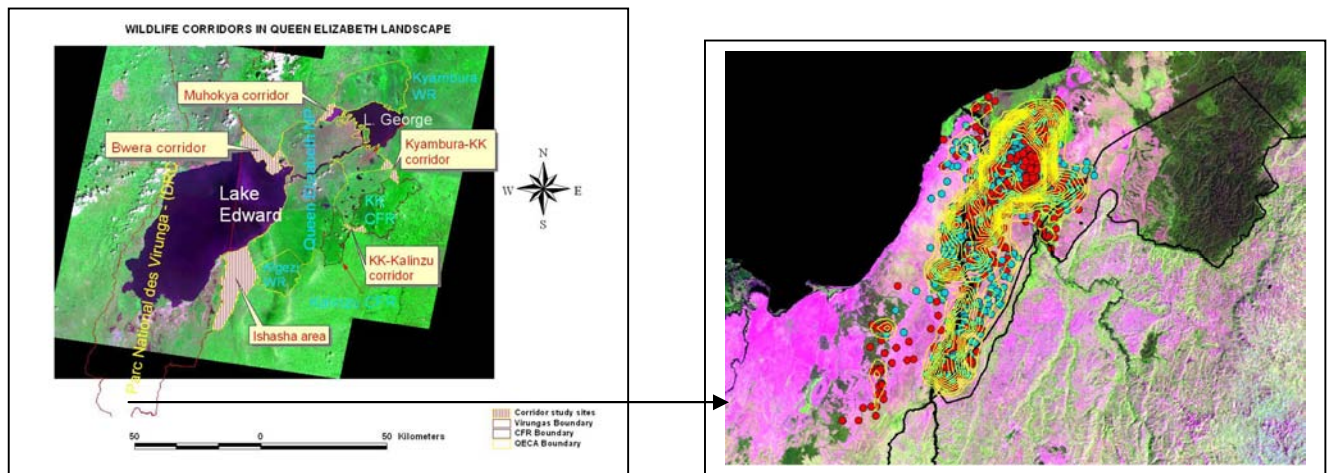 WILDLIFE CORRIDORS IN QUEEN ELIZABETH LANDSCAPE
Kyambura
WR
Muhokya corridor
L. George
Bwera corridor
Kyambura-KK
corridor
Queen Elizabeth NP
Lake
Edward
KK
CFR
N
W
E
S
Parc National des Virunga - (DRC)
KK-Kalinzu
corridor
WR
CFR
Ishasha area
Corridor study sites
Virungas Boundary
CFR Boundary
QECA Boundary
50 0 50 Kilometers